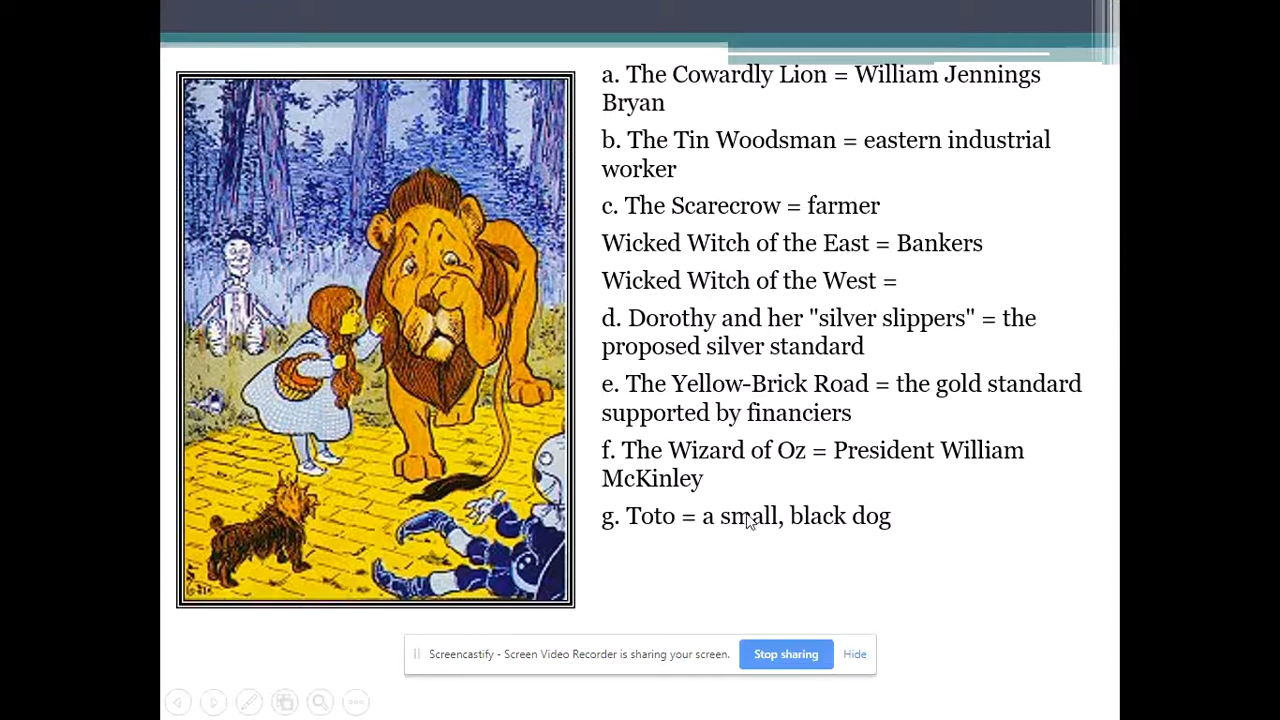 a. The Cowardly Lion = William Jennings
Bryan
b. The Tin Woodsman = eastern industrial
worker
c. The Scarecrow = farmer
Wicked Witch of the East = Bankers
Wicked Witch of the West =
d. Dorothy and her "silver slippers" = the
proposed silver standard
e. The Yellow-Brick Road = the gold standard
supported by financiers
f. The Wizard of Oz = President William
McKinley
g. Toto = a small, black dog
Screencastify - Screen Video Recorder is sharing your screen. Stop sharing Hide